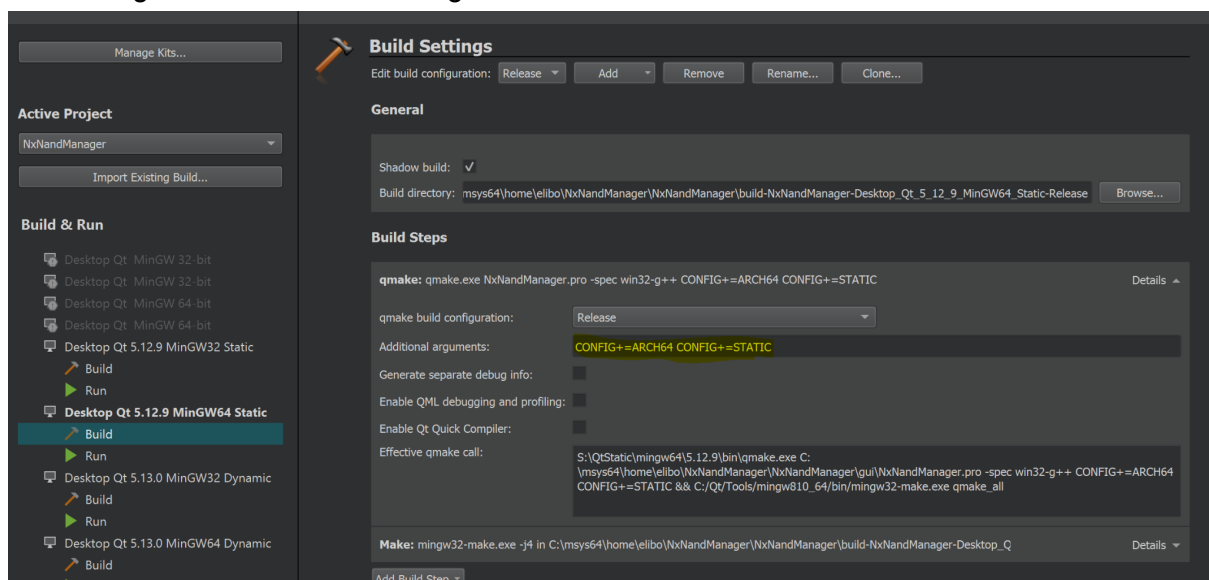 Manage Kits...
Active Project
NxNandManager
Import Existing Build...
Build & Run
Desktop Qt MinGW 32-bit
Desktop Qt MinGW 32-bit
Desktop Qt MinGW 64-bit
Desktop Qt MinGW 64-bit
Desktop Qt 5.12.9 MinGW32 Static
Build
Run
Desktop Qt 5.12.9 MinGW64 Static
Build
Run
Desktop Qt 5.13.0 MinGW32 Dynamic
Build
Run
Desktop Qt 5.13.0 MinGW64 Dynamic
Build
Build Settings
Edit build configuration: Release Add Remove Rename... Clone...
General
Shadow build:
Build directory: msys64\home\elibo\NxNandManager\NxNandManager\build-NxNandManager-Desktop_Qt_5_12_9_MinGW64_Static-Release Browse...
Build Steps
qmake: qmake.exe NxNandManager.pro -spec win32-g++ CONFIG+=ARCH64 CONFIG+=STATIC Details
qmake build configuration: Release
Additional arguments: CONFIG+=ARCH64 CONFIG+=STATIC
Generate separate debug info:
Enable QML debugging and profiling:
Enable Qt Quick Compiler:
Effective qmake call: S:\QtStatic\mingw64\5.12.9\bin\qmake.exe C:
\msys64\home\elibo\NxNandManager\NxNandManager\gui\NxNandManager.pro -spec win32-g++ CONFIG+=ARCH64
CONFIG+=STATIC && C:/Qt/Tools/mingw810_64/bin/mingw32-make.exe qmake_all
Make: mingw32-make.exe -j4 in C:\msys64\home\elibo\NxNandManager\NxNandManager\build-NxNandManager-Desktop_Q Details
Add Build Step